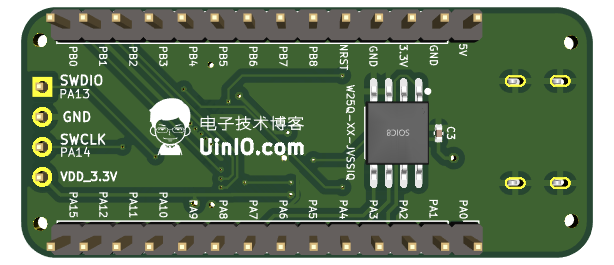 PB0 PB1 PB2 PB3 PB4 PB5 PB6 PB7 PB8 NRST GND 3.3V GND 5V
SWDIO
PA13
GND
SWCLK
PA14
VDD_3.3V
电子技术博客
UinIO.com
W25Q-XX-JVSSIQ
SOIC8
C3
PA15 PA12 PA11 PA10 PA9 PA8 PA7 PA6 PA5 PA4 PA3 PA2 PA1 PA0